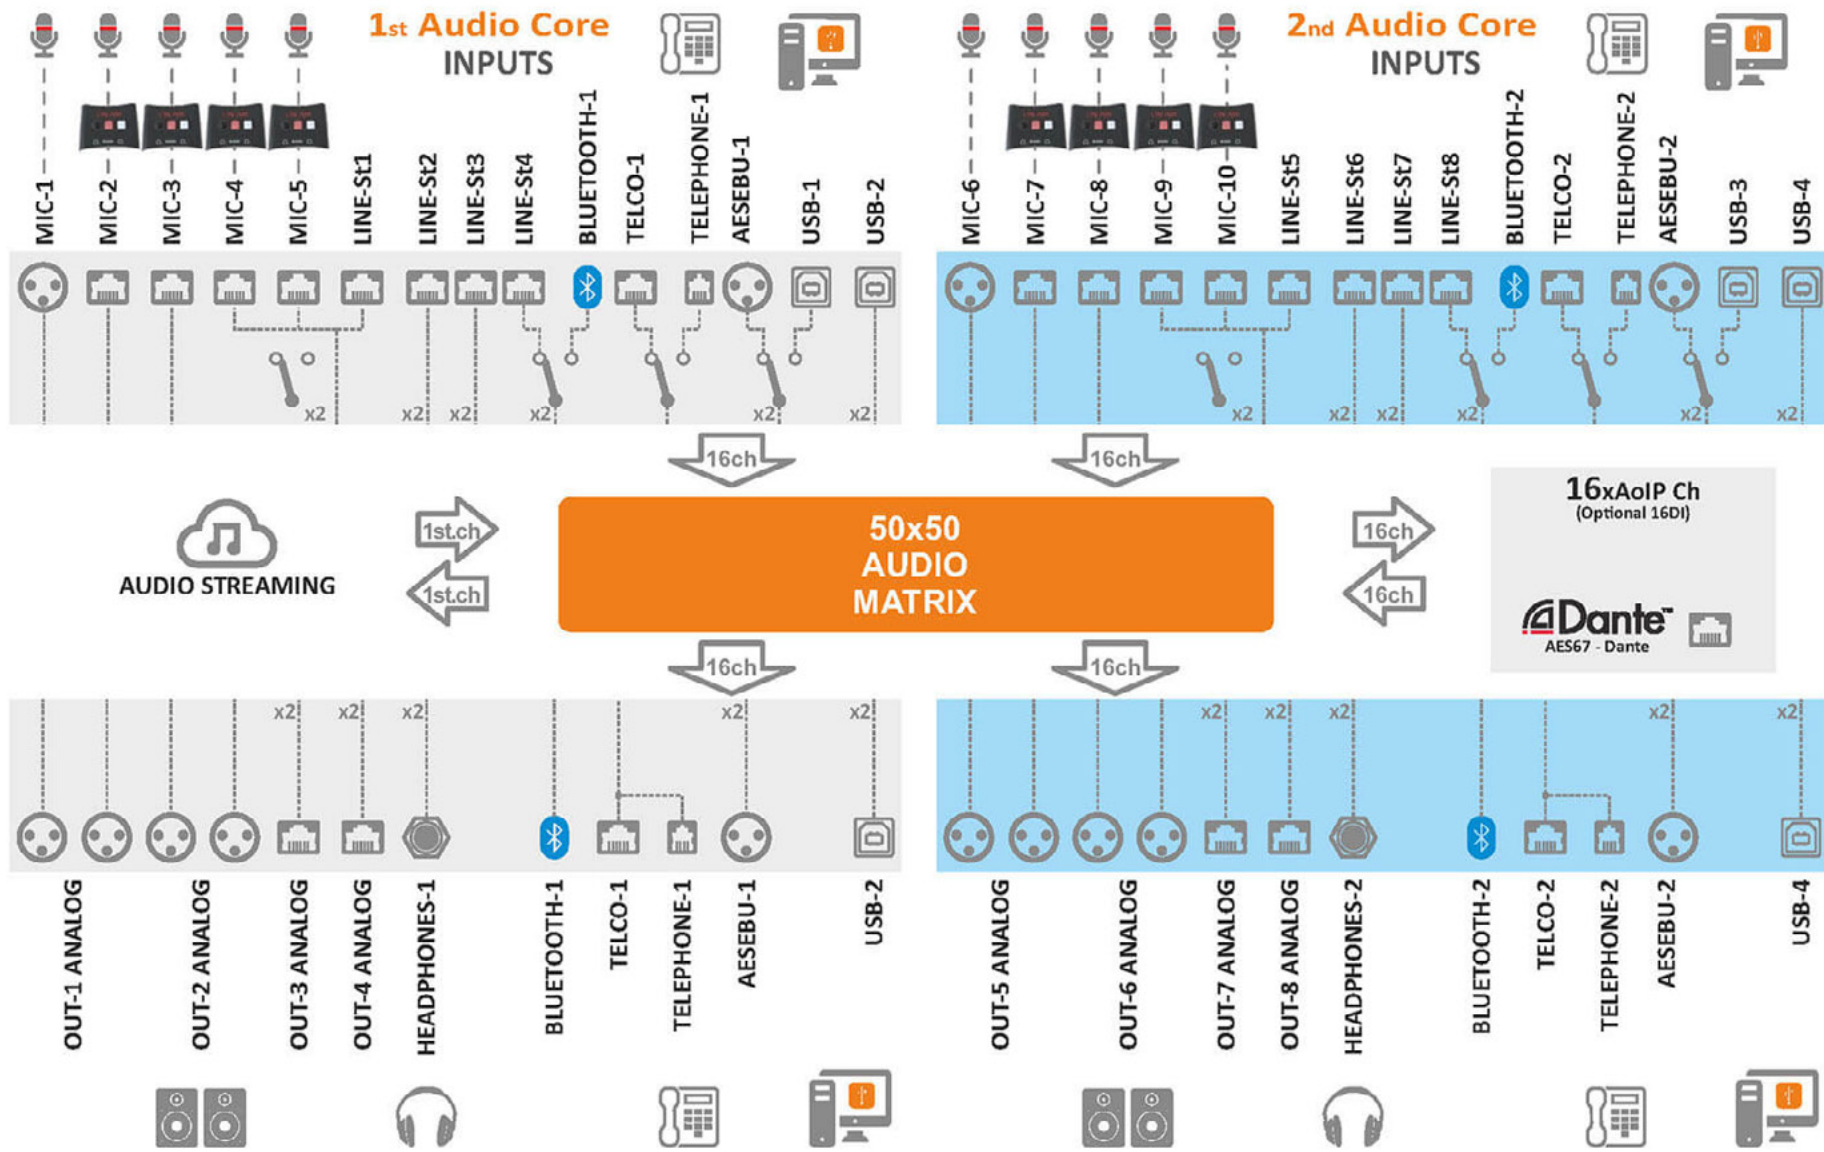 1st Audio Core
INPUTS
2nd Audio Core
INPUTS
MIC-1
MIC-2
MIC-3
MIC-4
MIC-5
LINE-St1
LINE-St2
LINE-St3
LINE-St4
BLUETOOTH-1
TELCO-1
TELEPHONE-1
AESEBU-1
USB-1
USB-2
MIC-6
MIC-7
MIC-8
MIC-9
MIC-10
LINE-St5
LINE-St6
LINE-St7
LINE-St8
BLUETOOTH-2
TELCO-2
TELEPHONE-2
AESEBU-2
USB-3
USB-4
x2
x2
x2
x2
x2
x2
x2
x2
x2
x2
x2
x2
16ch
16ch
AUDIO STREAMING
1st.ch
1st.ch
50x50
AUDIO
MATRIX
16ch
16ch
16xAoIP Ch
(Optional 16DI)
Dante™
AES67 - Dante
16ch
16ch
x2
x2
x2
x2
x2
x2
x2
x2
x2
x2
OUT-1 ANALOG
OUT-2 ANALOG
OUT-3 ANALOG
OUT-4 ANALOG
HEADPHONES-1
BLUETOOTH-1
TELCO-1
TELEPHONE-1
AESEBU-1
USB-2
OUT-5 ANALOG
OUT-6 ANALOG
OUT-7 ANALOG
OUT-8 ANALOG
HEADPHONES-2
BLUETOOTH-2
TELCO-2
TELEPHONE-2
AESEBU-2
USB-4